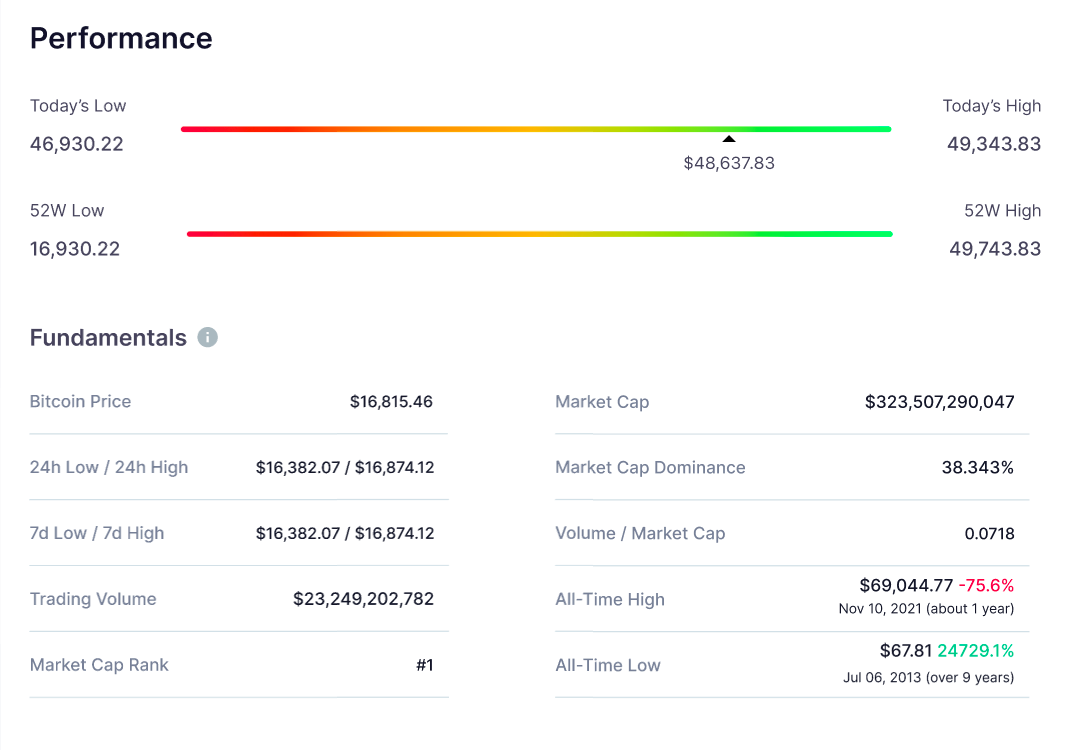 Performance
Today’s Low
Today’s High
46,930.22
49,343.83
$48,637.83
52W Low
52W High
16,930.22
49,743.83
Fundamentals
Bitcoin Price $16,815.46
Market Cap $323,507,290,047
24h Low / 24h High $16,382.07 / $16,874.12
Market Cap Dominance 38.343%
7d Low / 7d High $16,382.07 / $16,874.12
Volume / Market Cap 0.0718
Trading Volume $23,249,202,782
All-Time High $69,044.77 -75.6%
Nov 10, 2021 (about 1 year)
Market Cap Rank #1
All-Time Low $67.81 24729.1%
Jul 06, 2013 (over 9 years)